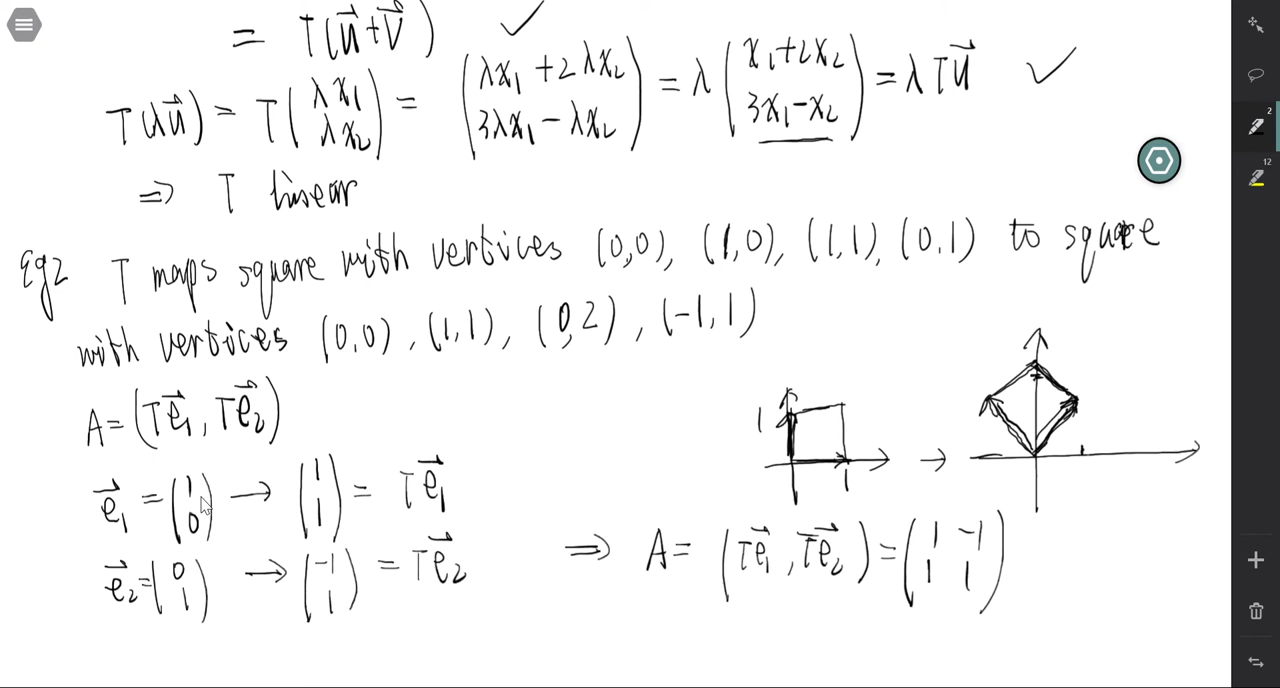 = T(u⃗+v⃗) ✓
T(λu⃗) = T(λx₁ λx₂) = (λx₁ + 2λx₂ 3λx₁ − λx₂) = λ(x₁+2x₂ 3x₁−x₂) = λTu⃗ ✓
⇒ T linear
Eg2 T maps square with vertices (0,0), (1,0), (1,1), (0,1) to square
with vertices (0,0), (1,1), (0,2), (-1,1)
A = (Te⃗₁, Te⃗₂)
1
1
→
e⃗₁ = (1 0) → (1 1) = Te⃗₁
e⃗₂ = (0 1) → (-1 1) = Te⃗₂
⇒ A = (Te⃗₁, Te⃗₂) = (1 -1 1 1)
2
12